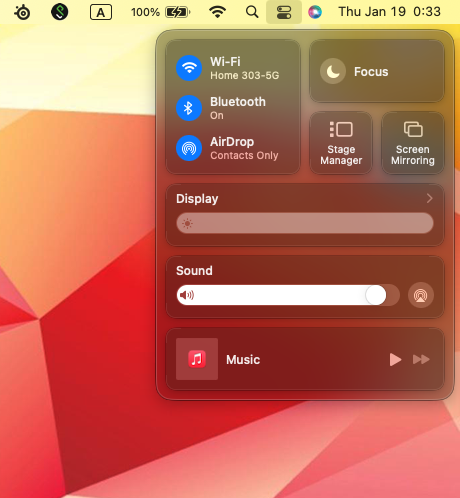 A
100%
Thu Jan 19 0:33
Wi-Fi
Home 303-5G
Bluetooth
On
AirDrop
Contacts Only
Focus
Stage
Manager
Screen
Mirroring
Display
Sound
Music